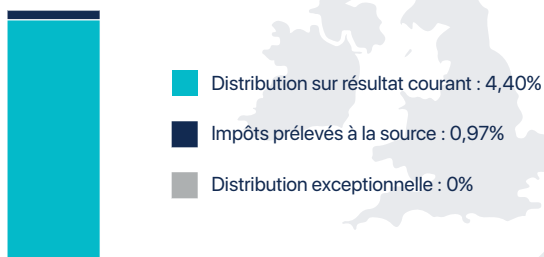 Distribution sur résultat courant : 4,40%
Impôts prélevés à la source : 0,97%
Distribution exceptionnelle : 0%